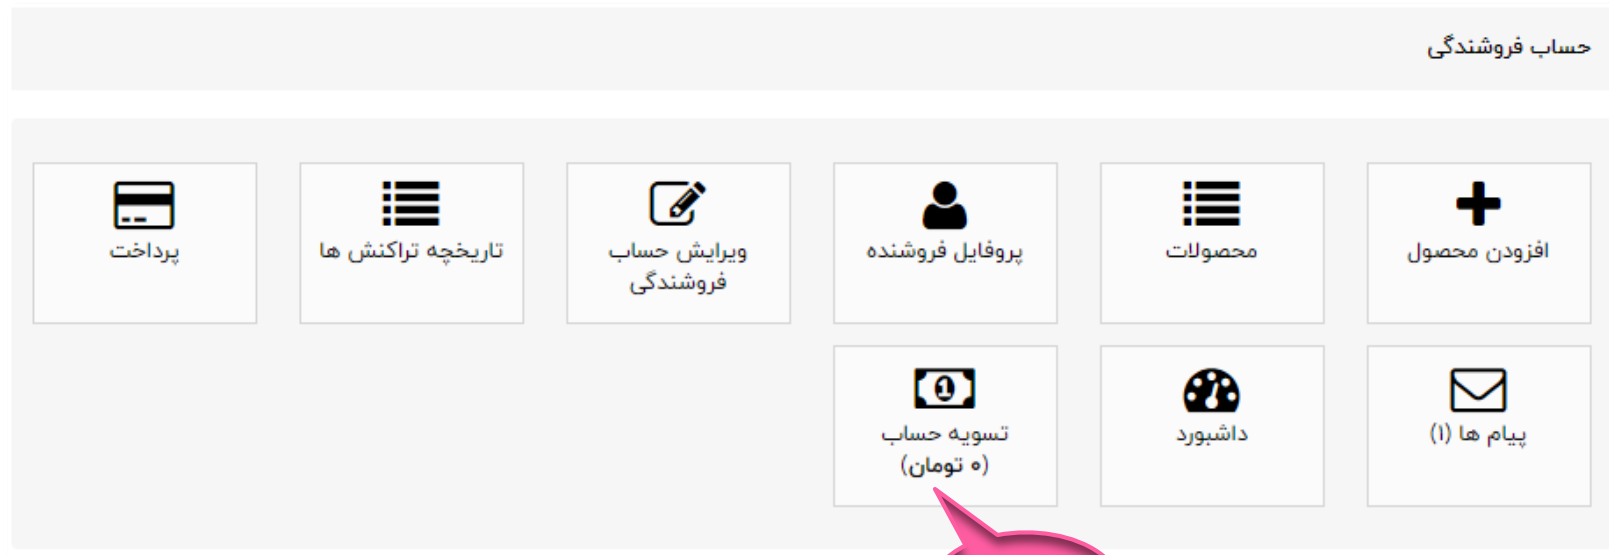 حساب فروشندگی
افزودن محصول
محصولات
پروفایل فروشنده
ویرایش حساب
فروشندگی
تاریخچه تراکنش ها
پرداخت
پیام ها (۱)
داشبورد
تسویه حساب
(۰ تومان)